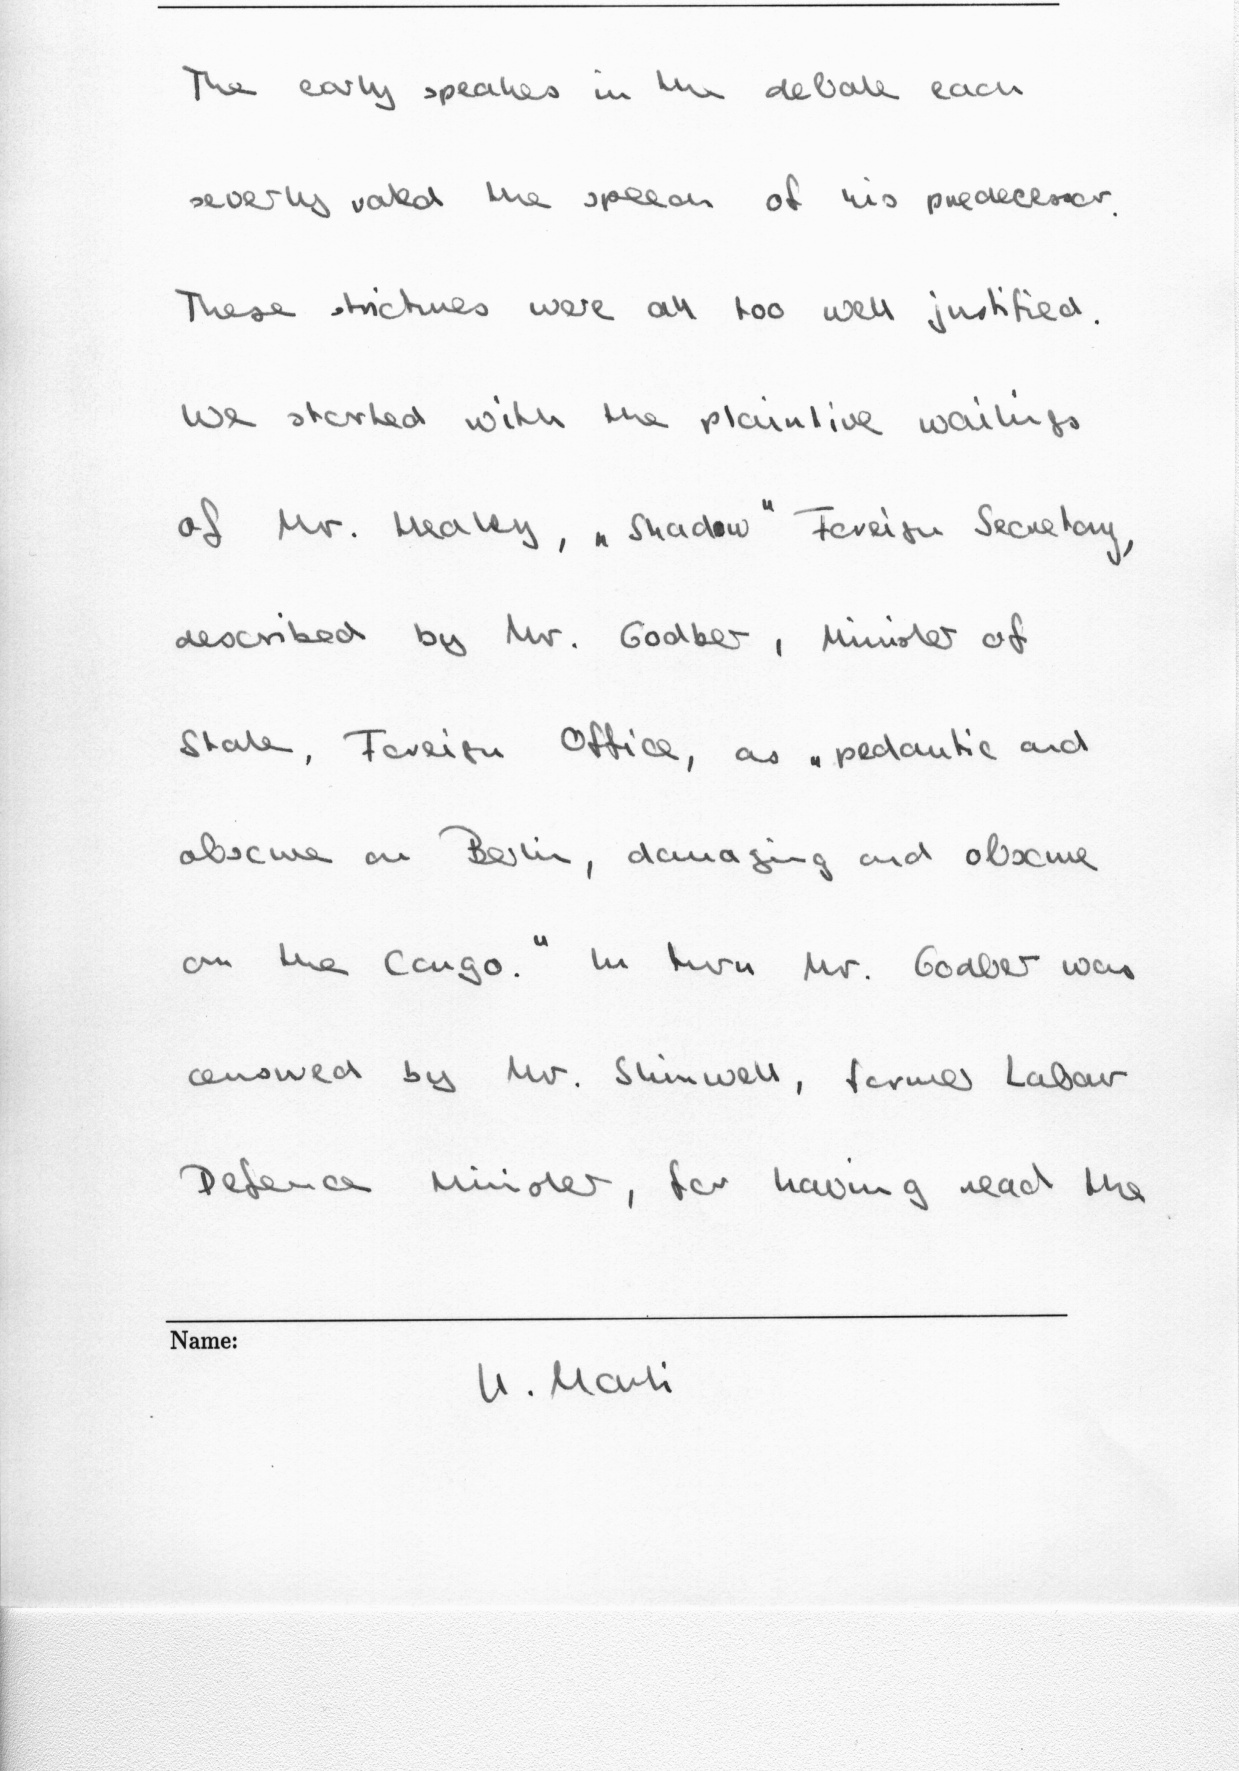 The early speakers in the debate each
severly rated the speech of his predecessor.
These strictures were all too well justified.
We started with the plaintive wailings
of Mr. Healey, „Shadow" Foreign Secretary,
described by Mr. Godber, Minister of
State, Foreign Office, as „pedantic and
obscure on Berlin, damaging and obscure
on the Congo." In turn Mr. Godber was
censured by Mr. Shinwell, former Labour
Defence Minister, for having read the
Name:
U. Marti